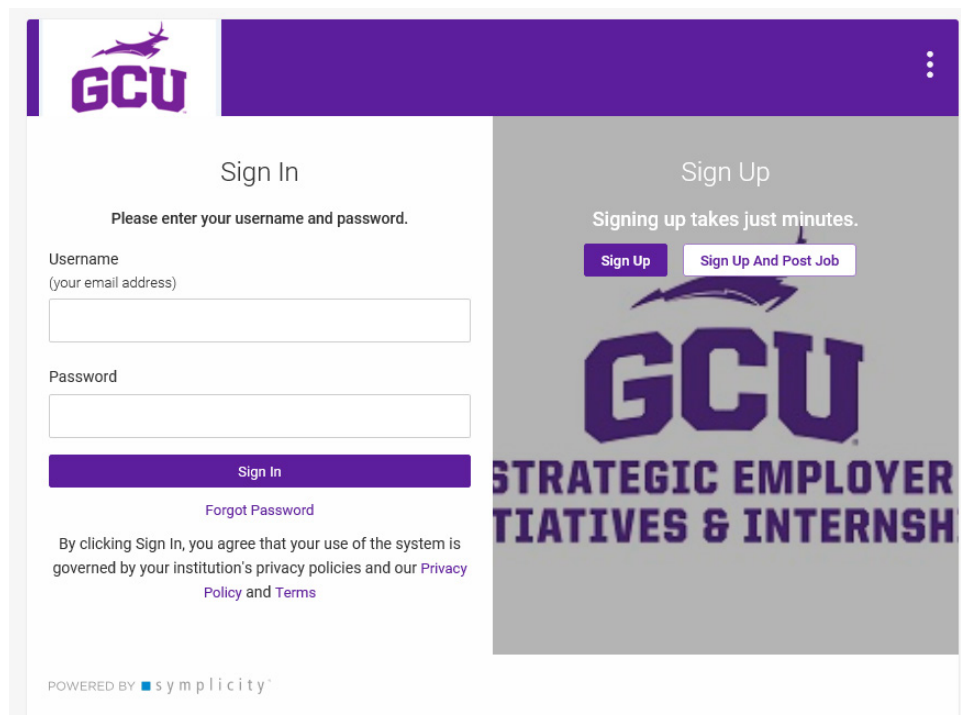 GCU
Sign In
Please enter your username and password.
Username
(your email address)
Password
Sign In
Forgot Password
By clicking Sign In, you agree that your use of the system is
governed by your institution's privacy policies and our Privacy
Policy and Terms
Sign Up
Signing up takes just minutes.
Sign Up
Sign Up And Post Job
GCU
STRATEGIC EMPLOYER
TIATIVES & INTERNSH
POWERED BY symplicity